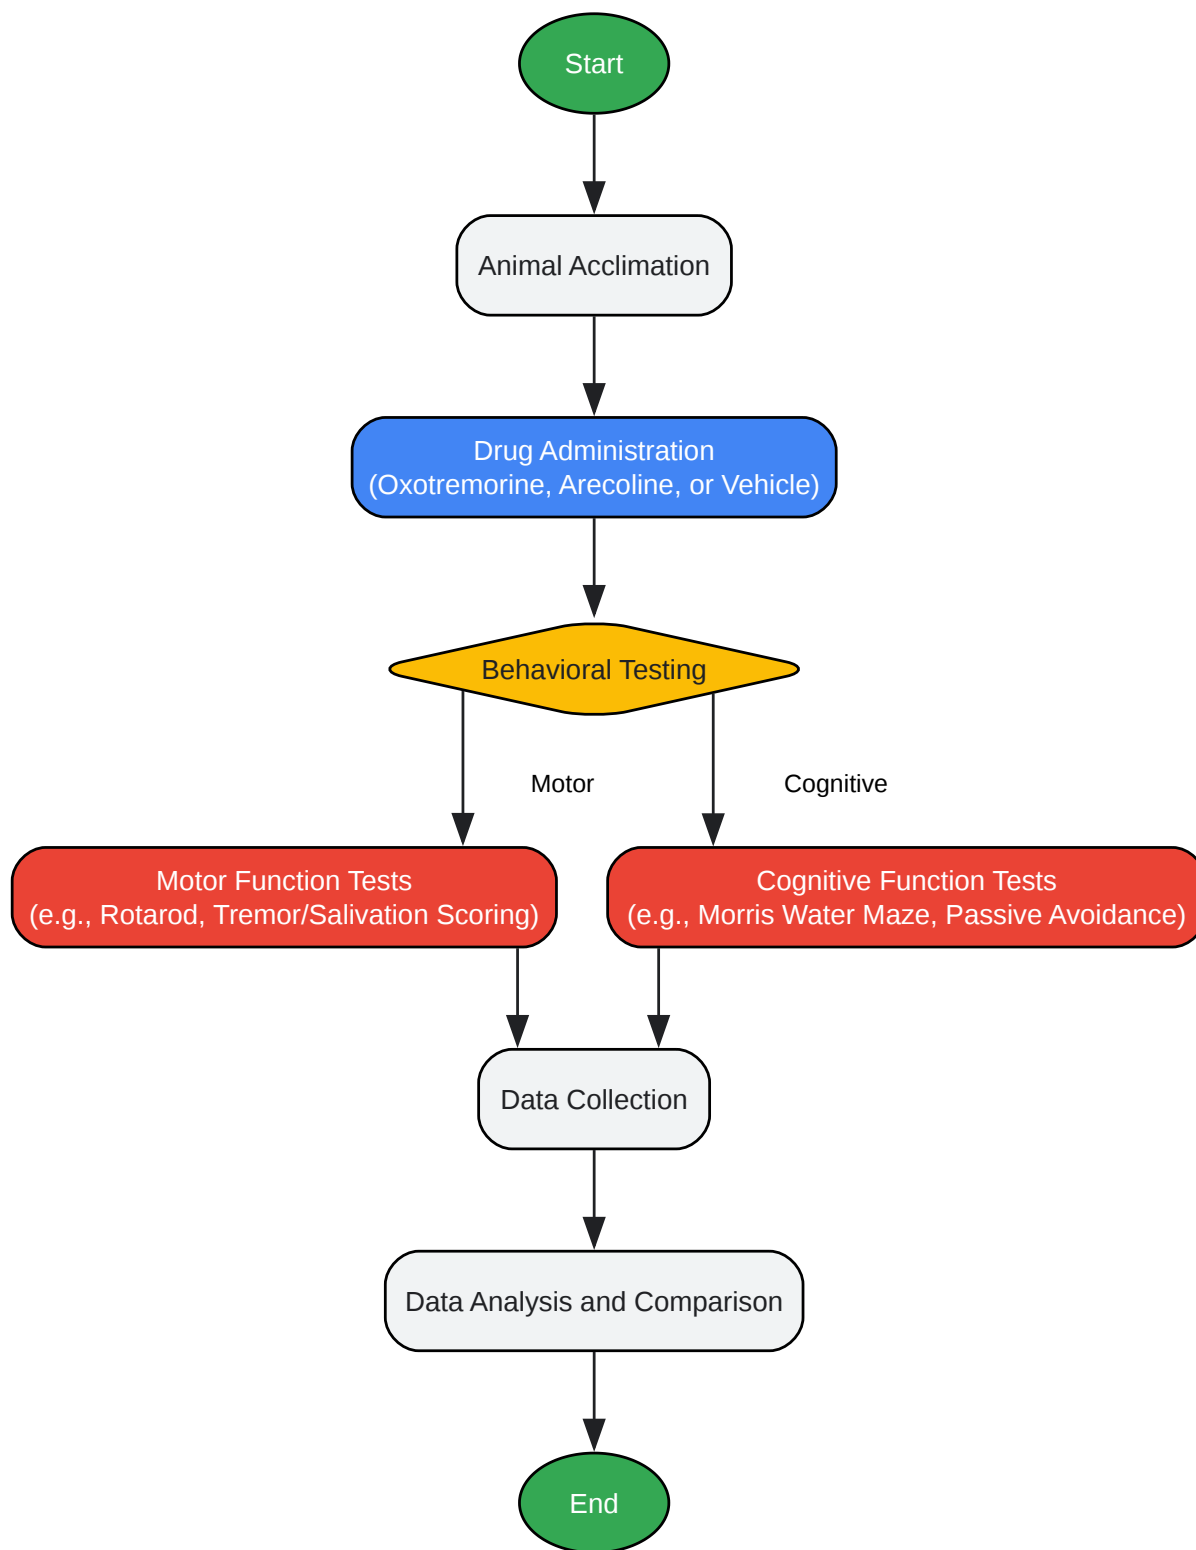 Start
Animal Acclimation
Drug Administration
(Oxotremorine, Arecoline, or Vehicle)
Behavioral Testing
Motor
Cognitive
Motor Function Tests
(e.g., Rotarod, Tremor/Salivation Scoring)
Cognitive Function Tests
(e.g., Morris Water Maze, Passive Avoidance)
Data Collection
Data Analysis and Comparison
End